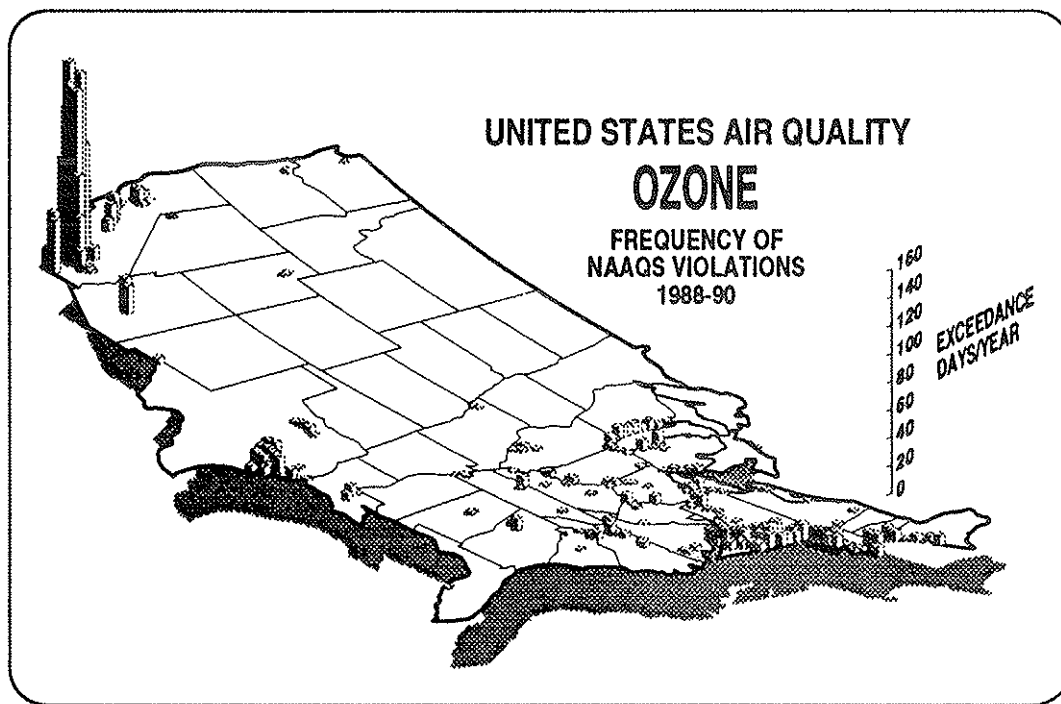 UNITED STATES AIR QUALITY
OZONE
FREQUENCY OF
NAAQS VIOLATIONS
1988-90
160
140
120
100
80
60
40
20
0
EXCEEDANCE
DAYS/YEAR